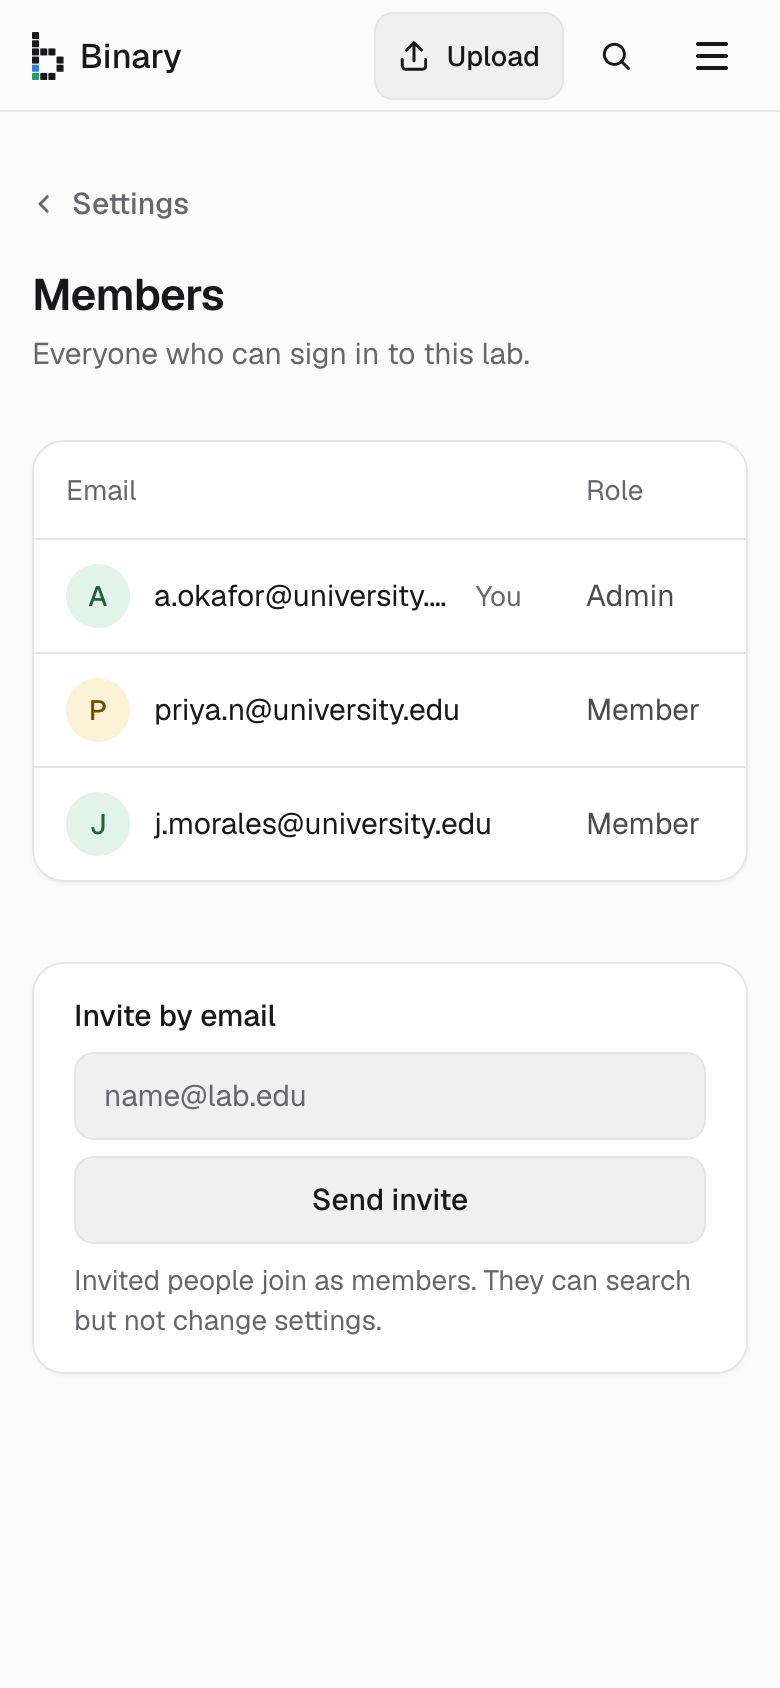 Binary
Upload
Settings
Members
Everyone who can sign in to this lab.
Email Role
A a.okafor@university.... You Admin
P priya.n@university.edu Member
J j.morales@university.edu Member
Invite by email
name@lab.edu
Send invite
Invited people join as members. They can search
but not change settings.